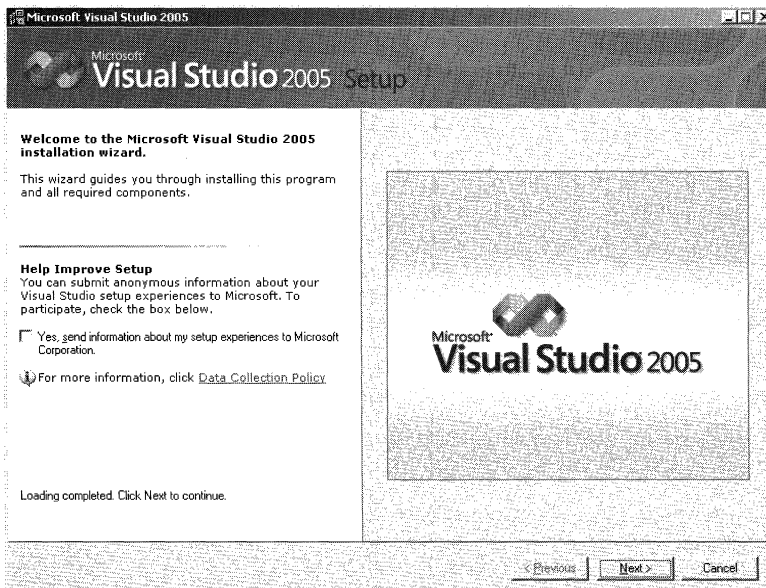 Microsoft Visual Studio 2005
Microsoft
Visual Studio 2005 Setup
Welcome to the Microsoft Visual Studio 2005
installation wizard.
This wizard guides you through installing this program
and all required components.
Help Improve Setup
You can submit anonymous information about your
Visual Studio setup experiences to Microsoft. To
participate, check the box below.
Yes, send information about my setup experiences to Microsoft
Corporation.
For more information, click Data Collection Policy
Loading completed. Click Next to continue.
Microsoft
Visual Studio 2005
< Previous
Next >
Cancel